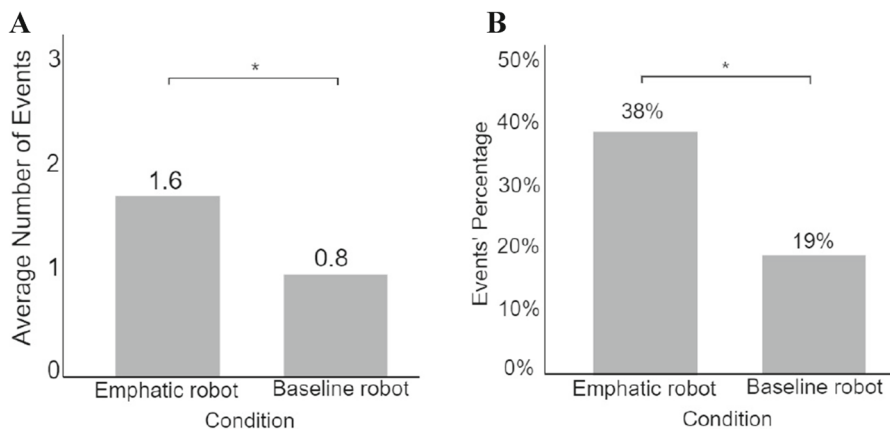 A
Average Number of Events
3
2
1
0
*
1.6
0.8
Emphatic robot
Baseline robot
Condition
B
Events' Percentage
50%
40%
30%
20%
10%
0%
*
38%
19%
Emphatic robot
Baseline robot
Condition